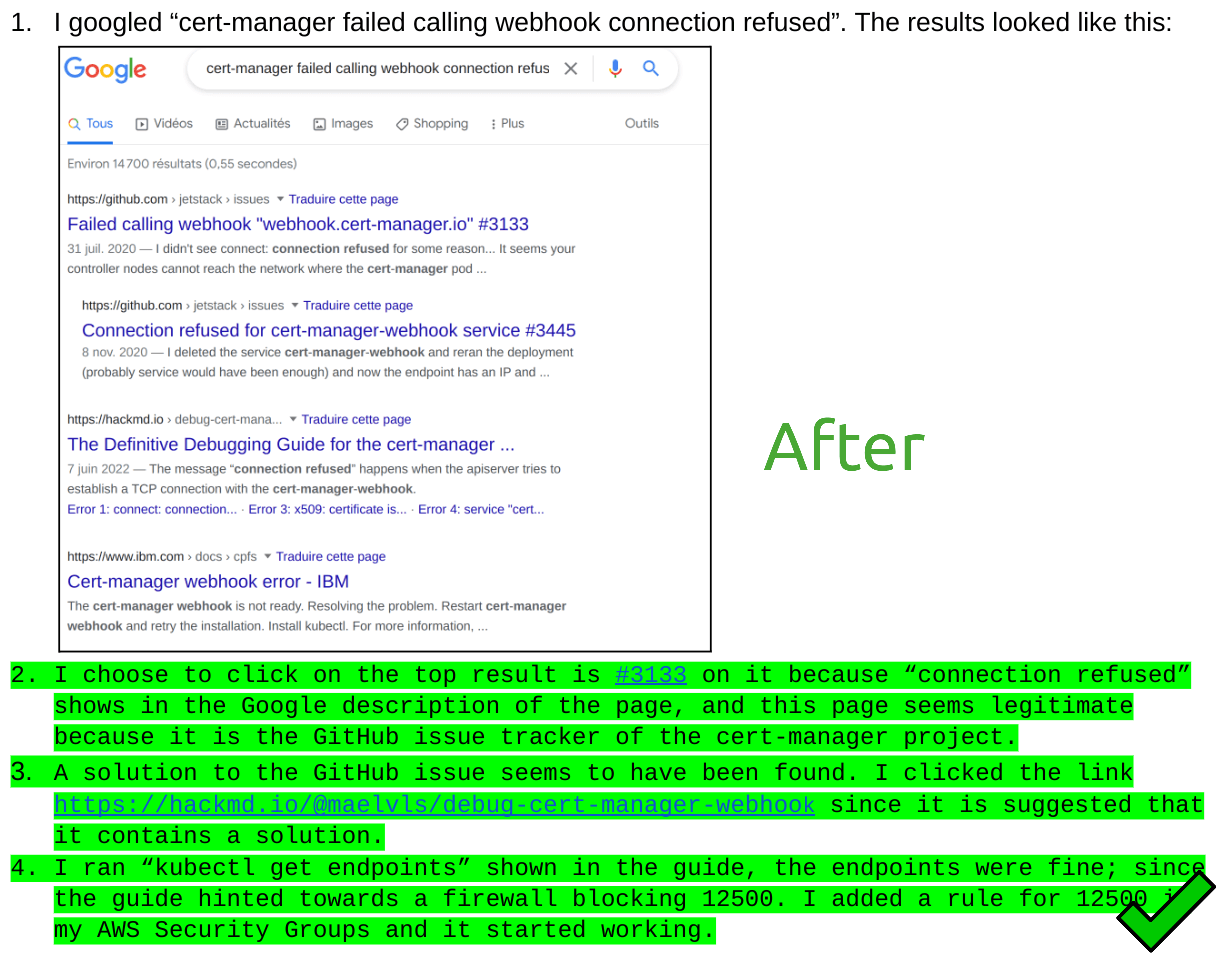 1. I googled “cert-manager failed calling webhook connection refused”. The results looked like this:
Google
cert-manager failed calling webhook connection refus
Tous Vidéos Actualités Images Shopping Plus Outils
Environ 14 700 résultats (0,55 secondes)
https://github.com › jetstack › issues Traduire cette page
Failed calling webhook "webhook.cert-manager.io" #3133
31 juil. 2020 — I didn't see connect: connection refused for some reason... It seems your
controller nodes cannot reach the network where the cert-manager pod ...
https://github.com › jetstack › issues Traduire cette page
Connection refused for cert-manager-webhook service #3445
8 nov. 2020 — I deleted the service cert-manager-webhook and reran the deployment
(probably service would have been enough) and now the endpoint has an IP and ...
https://hackmd.io › debug-cert-mana... Traduire cette page
The Definitive Debugging Guide for the cert-manager ...
7 juin 2022 — The message “connection refused” happens when the apiserver tries to
establish a TCP connection with the cert-manager-webhook.
Error 1: connect: connection... · Error 3: x509: certificate is... · Error 4: service "cert...
https://www.ibm.com › docs › cpfs Traduire cette page
Cert-manager webhook error - IBM
The cert-manager webhook is not ready. Resolving the problem. Restart cert-manager
webhook and retry the installation. Install kubectl. For more information, ...
After
2. I choose to click on the top result is #3133 on it because “connection refused”
shows in the Google description of the page, and this page seems legitimate
because it is the GitHub issue tracker of the cert-manager project.
3. A solution to the GitHub issue seems to have been found. I clicked the link
https://hackmd.io/@maelvls/debug-cert-manager-webhook since it is suggested that
it contains a solution.
4. I ran “kubectl get endpoints” shown in the guide, the endpoints were fine; since
the guide hinted towards a firewall blocking 12500. I added a rule for 12500
my AWS Security Groups and it started working.